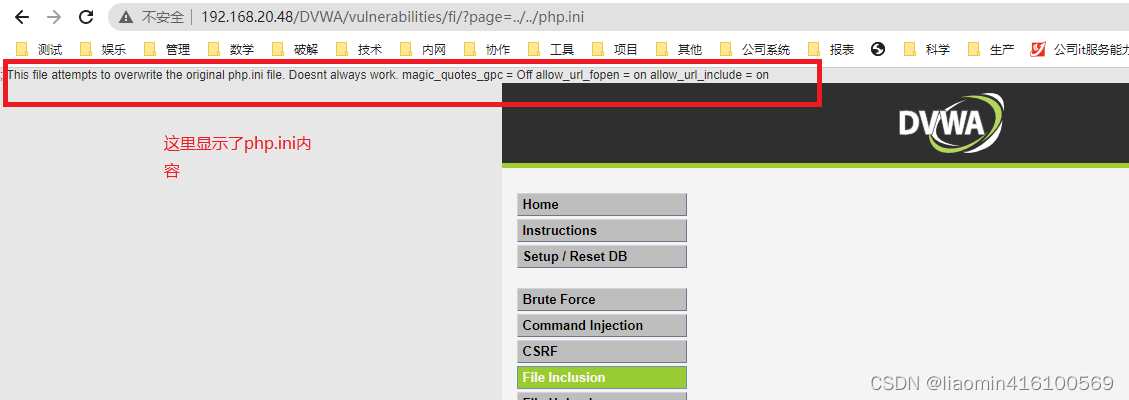 不安全 192.168.20.48/DVWA/vulnerabilities/fi/?page=../../php.ini
测试 娱乐 管理 数学 破解 技术 内网 协作 工具 项目 其他 公司系统 报表 科学 生产 公司it服务能力
; This file attempts to overwrite the original php.ini file. Doesnt always work. magic_quotes_gpc = Off allow_url_fopen = on allow_url_include = on
DVWA
这里显示了php.ini内
容
Home
Instructions
Setup / Reset DB
Brute Force
Command Injection
CSRF
File Inclusion
CSDN @liaomin416100569